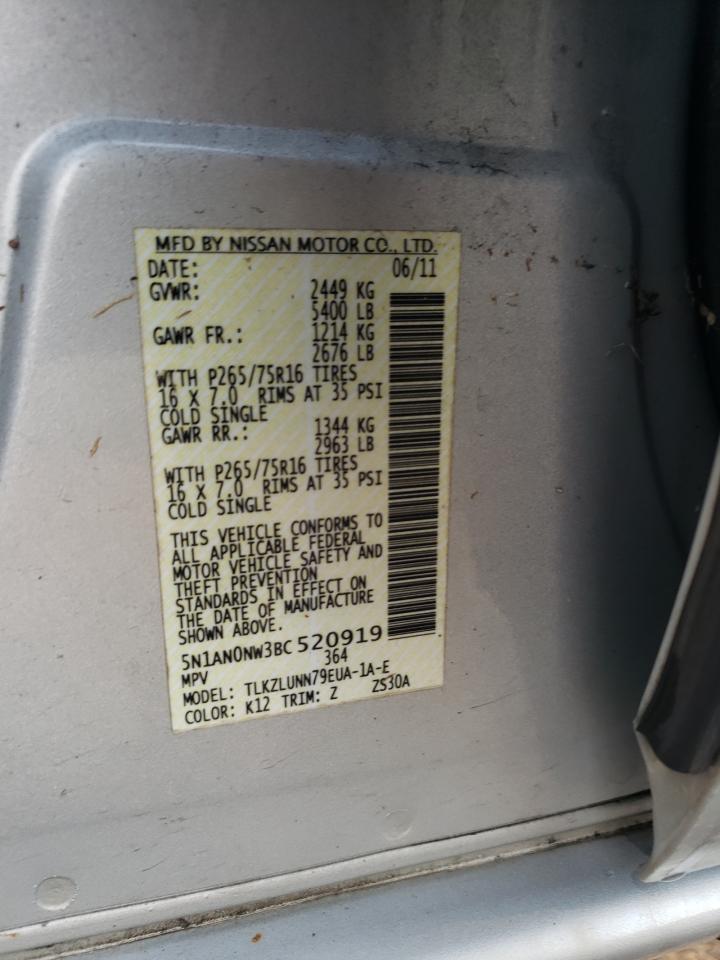 MFD BY NISSAN MOTOR CO., LTD.
DATE: 06/11
GVWR: 2449 KG
5400 LB
GAWR FR.: 1214 KG
2676 LB
WITH P265/75R16 TIRES
16 X 7.0 RIMS AT 35 PSI
COLD SINGLE
GAWR RR.: 1344 KG
2963 LB
WITH P265/75R16 TIRES
16 X 7.0 RIMS AT 35 PSI
COLD SINGLE
THIS VEHICLE CONFORMS TO
ALL APPLICABLE FEDERAL
MOTOR VEHICLE SAFETY AND
THEFT PREVENTION
STANDARDS IN EFFECT ON
THE DATE OF MANUFACTURE
SHOWN ABOVE.
5N1AN0NW3BC520919
MPV 364
MODEL: TLKZLUNN79EUA-1A-E
COLOR: K12 TRIM: Z ZS30A